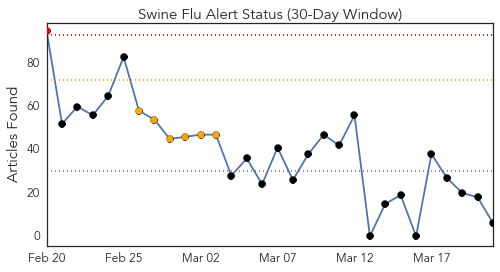 Swine Flu Alert Status (30-Day Window)
Articles Found
80
60
40
20
0
Feb 20 Feb 25 Mar 02 Mar 07 Mar 12 Mar 17